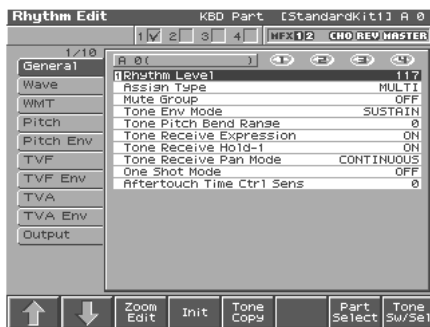 Rhythm Edit KBD Part [StandardKit1] A 0
1 2 3 4 MFX 1 2 CHO REV MASTER
1/10
General
Wave
WMT
Pitch
Pitch Env
TVF
TVF Env
TVA
TVA Env
Output
A 0( ) 1 2 3 4
1 Rhythm Level 117
Assign Type MULTI
Mute Group OFF
Tone Env Mode SUSTAIN
Tone Pitch Bend Range 0
Tone Receive Expression ON
Tone Receive Hold-1 ON
Tone Receive Pan Mode CONTINUOUS
One Shot Mode OFF
Aftertouch Time Ctrl Sens 0
Zoom Edit
Init
Tone Copy
Part Select
Tone Sw/Sel